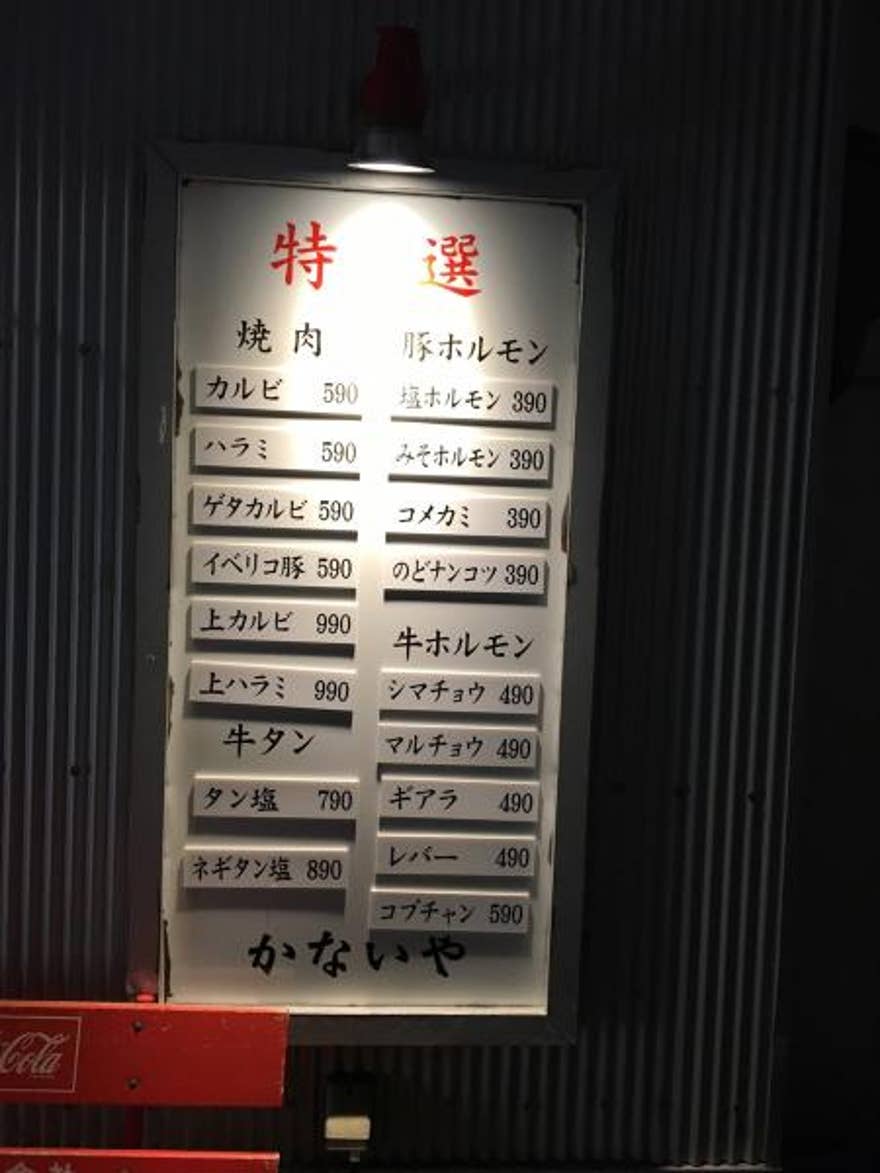 特 選
焼肉
カルビ 590
ハラミ 590
ゲタカルビ 590
イベリコ豚 590
上カルビ 990
上ハラミ 990
牛タン
タン塩 790
ネギタン塩 890
豚ホルモン
塩ホルモン 390
みそホルモン 390
コメカミ 390
のどナンコツ 390
牛ホルモン
シマチョウ 490
マルチョウ 490
ギアラ 490
レバー 490
コプチャン 590
かないや
Cola